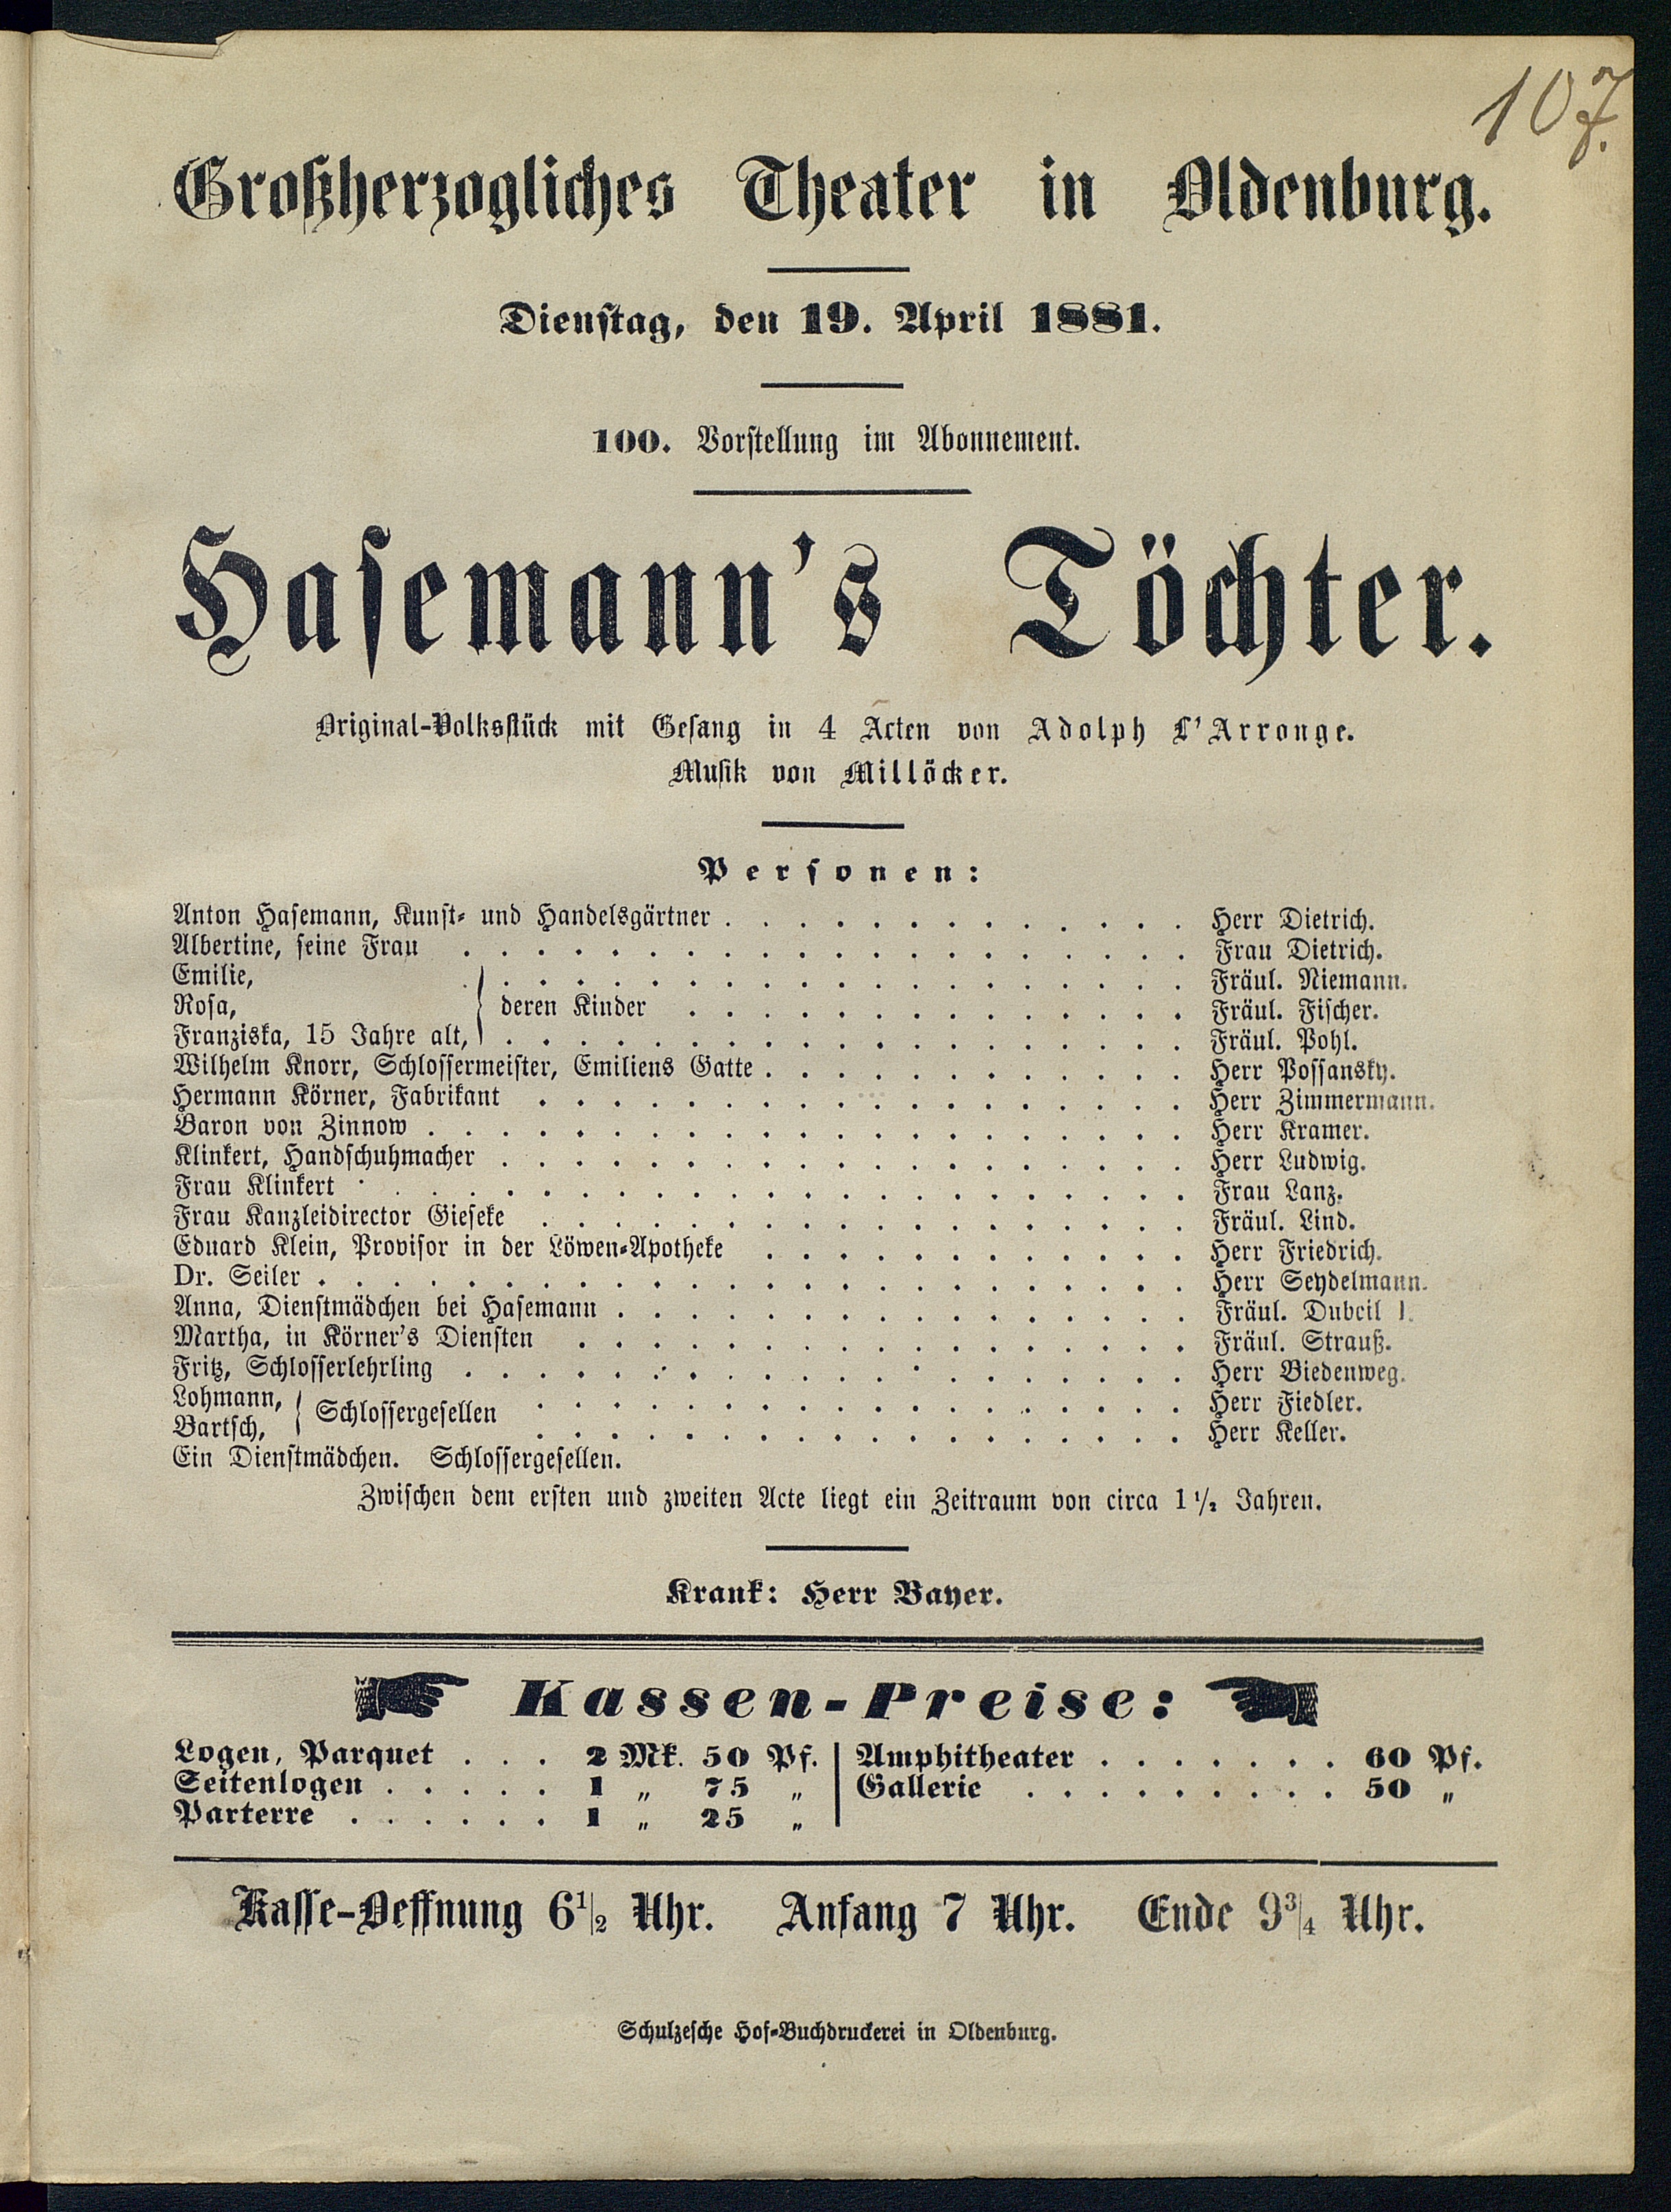 107.
Großherzogliches Theater in Oldenburg.
Dienstag, den 19. April 1881.
100. Vorstellung im Abonnement.
Hasemann's Töchter.
Original-Volksstück mit Gesang in 4 Acten von Adolph L'Arronge.
Musik von Millöcker.
Personen:
Anton Hasemann, Kunst- und Handelsgärtner . . . . . . . . . . . . . Herr Dietrich.
Albertine, seine Frau . . . . . . . . . . . . . . . . . . . . Frau Dietrich.
Emilie, . . . . . . . . . . . . . . . . . . . Fräul. Niemann.
Rosa, } deren Kinder . . . . . . . . . . . . . . Fräul. Fischer.
Franziska, 15 Jahre alt, . . . . . . . . . . . . . . . . . . . Fräul. Pohl.
Wilhelm Knorr, Schlossermeister, Emiliens Gatte . . . . . . . . . . . . Herr Possansky.
Hermann Körner, Fabrikant . . . . . . . . . . . . . . . . . . Herr Zimmermann.
Baron von Zinnow . . . . . . . . . . . . . . . . . . . . . Herr Kramer.
Klinkert, Handschuhmacher . . . . . . . . . . . . . . . . . . . Herr Ludwig.
Frau Klinkert . . . . . . . . . . . . . . . . . . . . . . Frau Lanz.
Frau Kanzleidirector Gieseke . . . . . . . . . . . . . . . . . . Fräul. Lind.
Eduard Klein, Provisor in der Löwen-Apotheke . . . . . . . . . . . . Herr Friedrich.
Dr. Seiler . . . . . . . . . . . . . . . . . . . . . . . . Herr Seydelmann.
Anna, Dienstmädchen bei Hasemann . . . . . . . . . . . . . . . . Fräul. Dubeil 1.
Martha, in Körner's Diensten . . . . . . . . . . . . . . . . . Fräul. Strauß.
Fritz, Schlosserlehrling . . . . . . . . . . . . . . . . . . . . Herr Biedenweg.
Lohmann, } Schlossergesellen . . . . . . . . . . . . . . . . . . Herr Fiedler.
Bartsch, . . . . . . . . . . . . . . . . . . Herr Keller.
Ein Dienstmädchen. Schlossergesellen.
Zwischen dem ersten und zweiten Acte liegt ein Zeitraum von circa 1 1/2 Jahren.
Krank: Herr Bayer.
Kassen-Preise:
Logen, Parquet . . . 2 Mk. 50 Pf. | Amphitheater . . . . . . . 60 Pf.
Seitenlogen . . . . . 1 „ 75 „ | Gallerie . . . . . . . . . 50 „
Parterre . . . . . . 1 „ 25 „
Kasse-Oeffnung 6 1/2 Uhr. Anfang 7 Uhr. Ende 9 3/4 Uhr.
Schulzesche Hof-Buchdruckerei in Oldenburg.